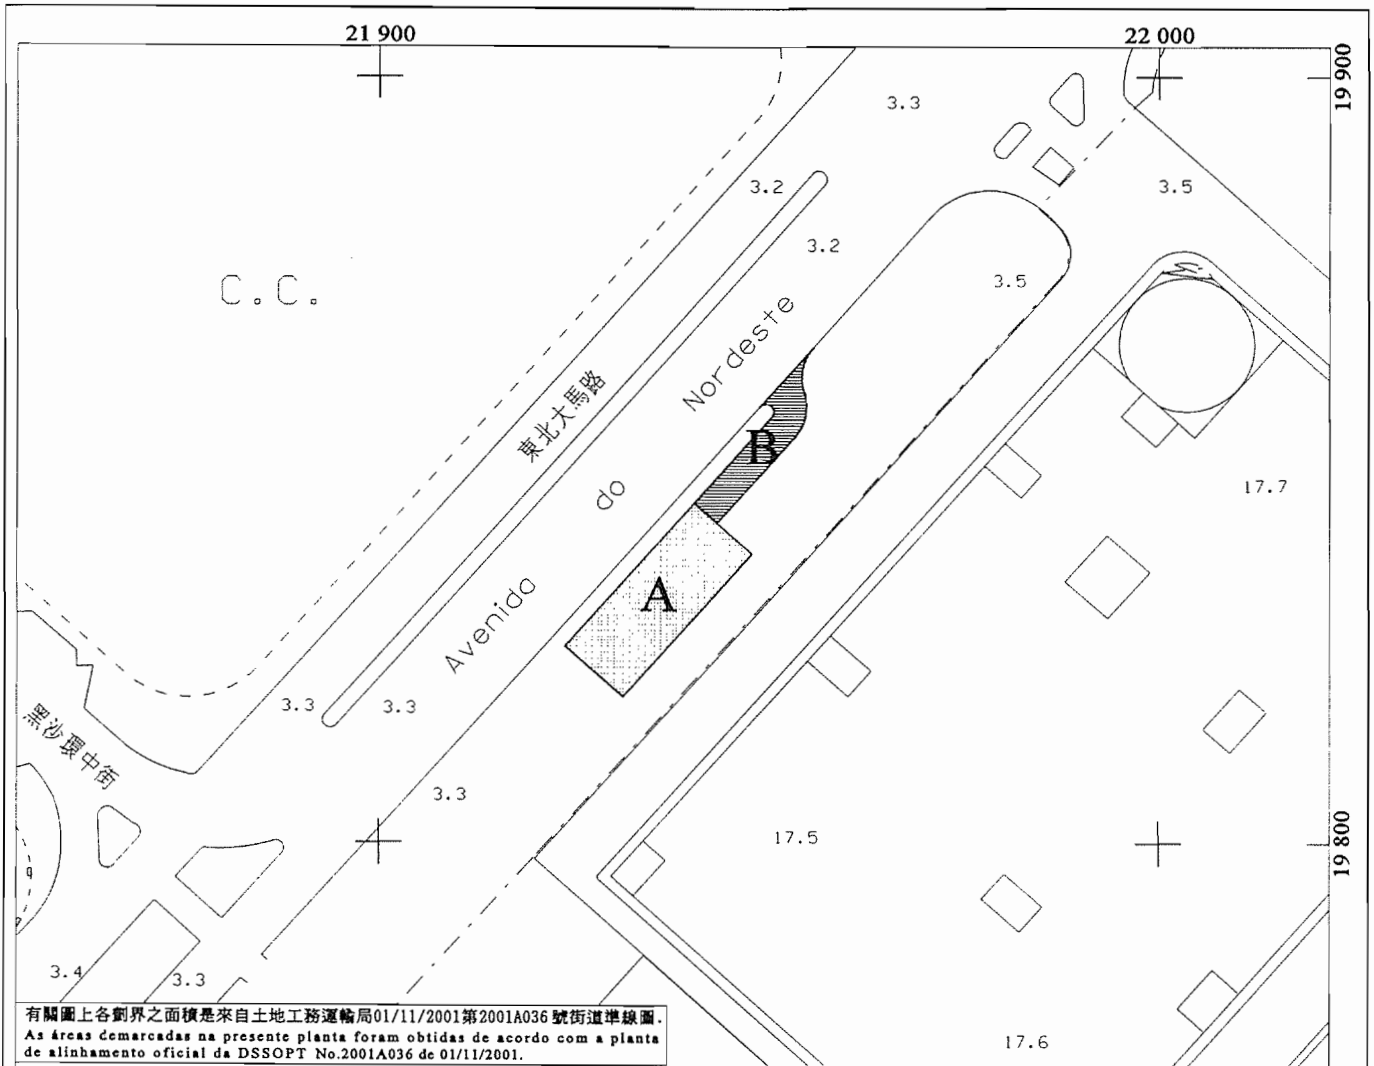 21 900
22 000
19 900
3.3
3.2
3.5
3.2
C.C.
3.5
Nordeste
東北大馬路
B
17.7
do
A
Avenida
3.3
3.3
黑沙環中街
3.3
17.5
19 800
3.4
3.3
有關圖上各劃界之面積是來自土地工務運輸局01/11/2001第2001A036號街道準線圖.
As áreas demarcadas na presente planta foram obtidas de acordo com a planta
de alinhamento oficial da DSSOPT No.2001A036 de 01/11/2001.
17.6